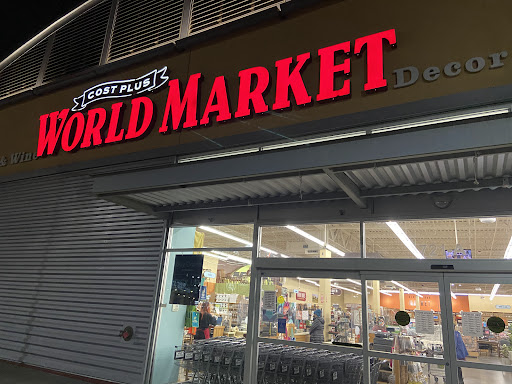 COST PLUS
WORLD MARKET
& Wine
Decor